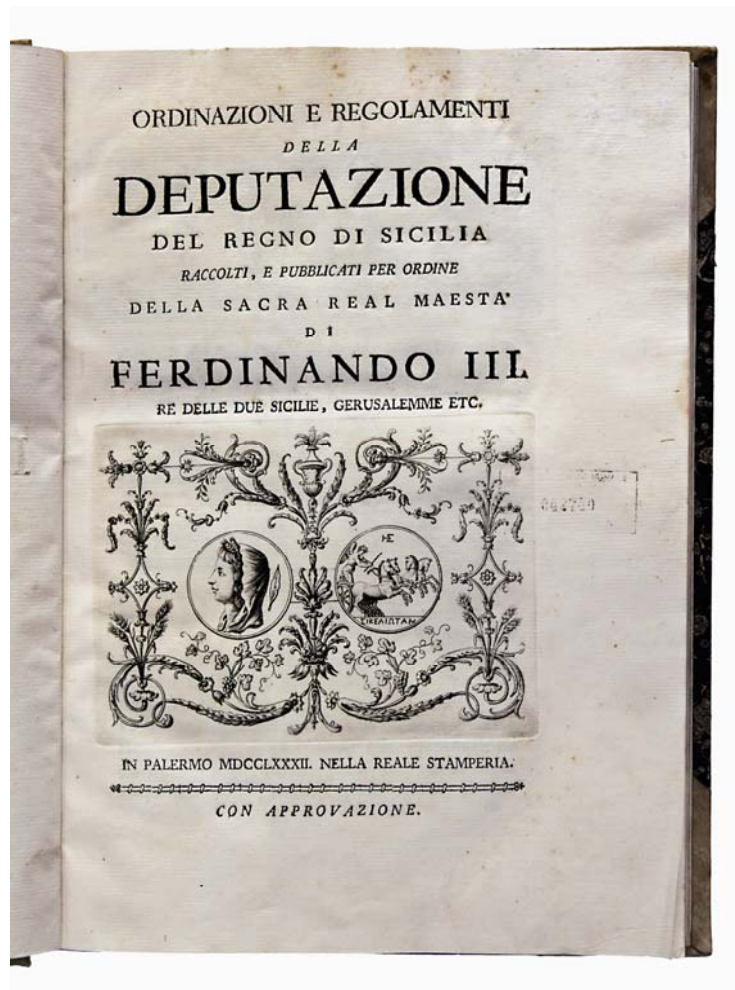 ORDINAZIONI E REGOLAMENTI
DELLA
DEPUTAZIONE
DEL REGNO DI SICILIA
RACCOLTI, E PUBBLICATI PER ORDINE
DELLA SACRA REAL MAESTA'
DI
FERDINANDO III.
RE DELLE DUE SICILIE, GERUSALEMME ETC.
ΣΙΚΕΛΙΩΤΑΝ
IN PALERMO MDCCLXXXII. NELLA REALE STAMPERIA.
CON APPROVAZIONE.